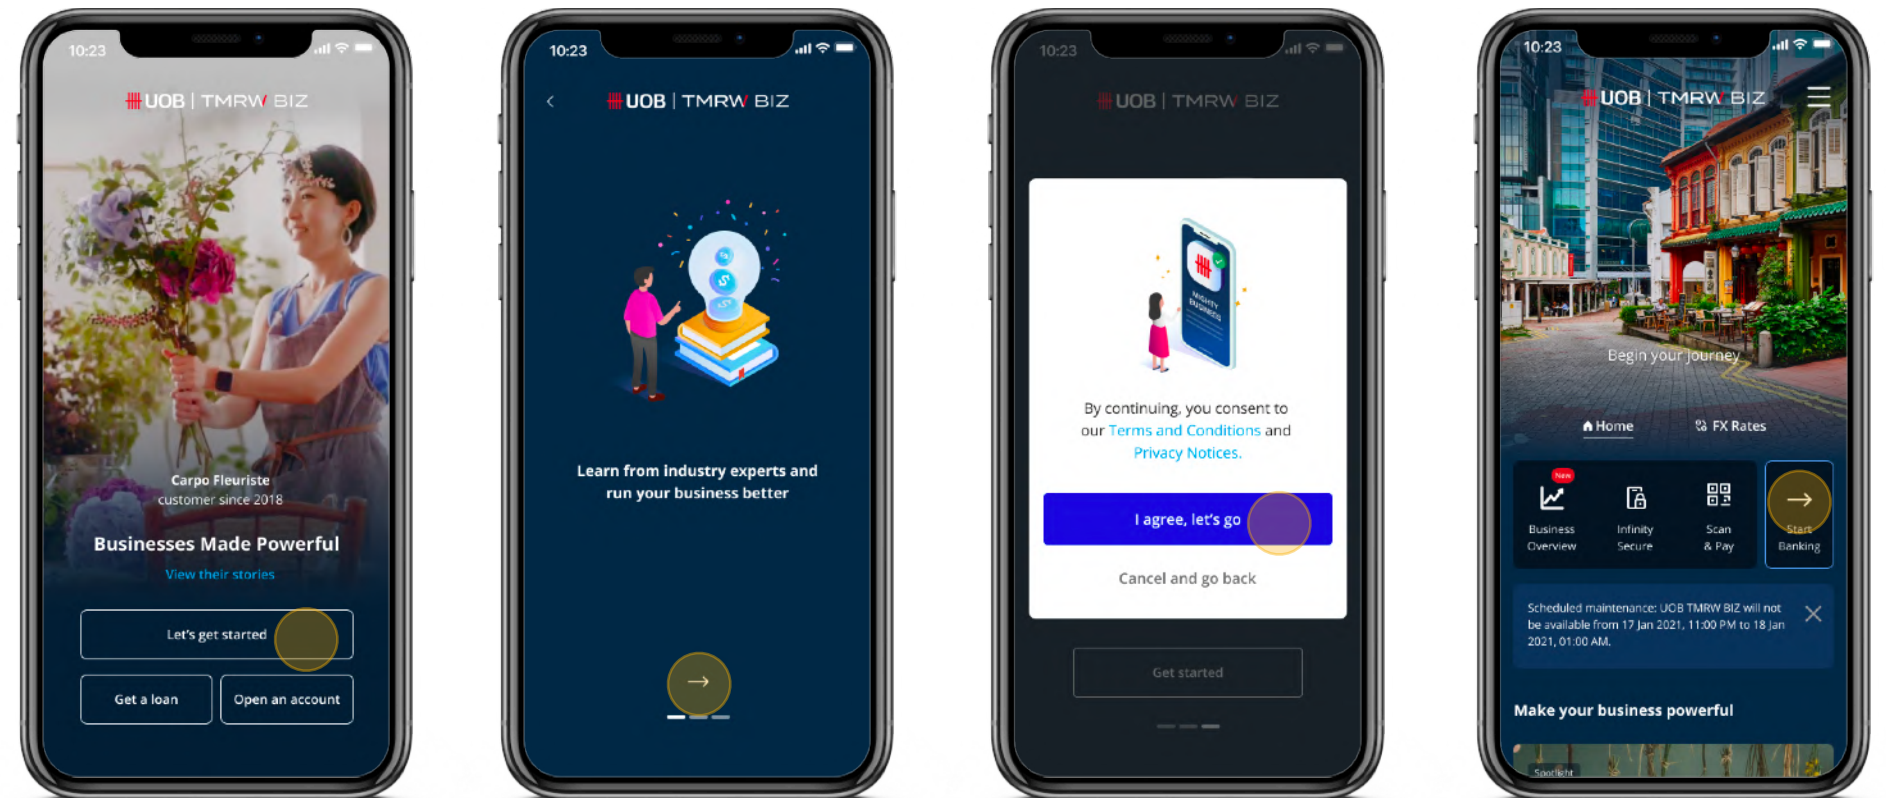 10:23
UOB | TMRW BIZ
Carpo Fleuriste
customer since 2018
Businesses Made Powerful
View their stories
Let's get started
Get a loan
Open an account
10:23
UOB | TMRW BIZ
Learn from industry experts and
run your business better
10:23
UOB | TMRW BIZ
MIGHTY
BUSINESS
By continuing, you consent to
our Terms and Conditions and
Privacy Notices.
I agree, let's go
Cancel and go back
Get started
10:23
UOB | TMRW BIZ
Begin your journey
Home
FX Rates
New
Business
Overview
Infinity
Secure
Scan
& Pay
Start
Banking
Scheduled maintenance: UOB TMRW BIZ will not
be available from 17 Jan 2021, 11:00 PM to 18 Jan
2021, 01:00 AM.
Make your business powerful
Spotlight